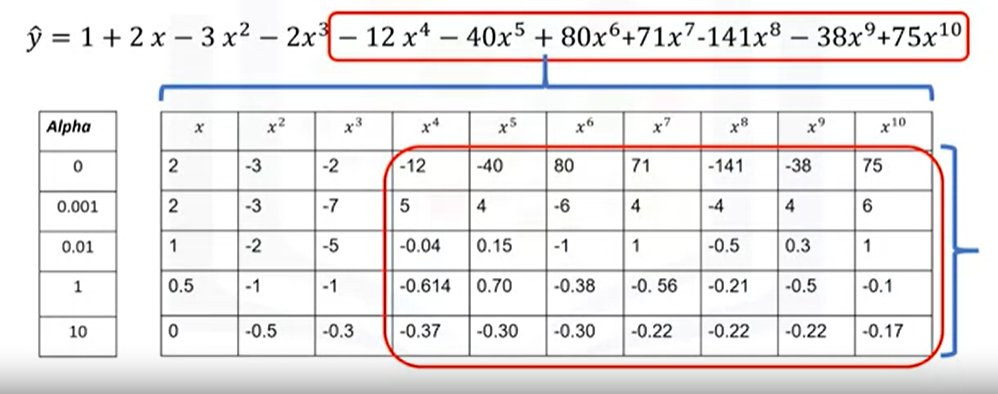 ŷ = 1 + 2 x − 3 x² − 2x³ − 12 x⁴ − 40x⁵ + 80x⁶+71x⁷-141x⁸ − 38x⁹+75x¹⁰
Alpha x x² x³ x⁴ x⁵ x⁶ x⁷ x⁸ x⁹ x¹⁰
0 2 -3 -2 -12 -40 80 71 -141 -38 75
0.001 2 -3 -7 5 4 -6 4 -4 4 6
0.01 1 -2 -5 -0.04 0.15 -1 1 -0.5 0.3 1
1 0.5 -1 -1 -0.614 0.70 -0.38 -0. 56 -0.21 -0.5 -0.1
10 0 -0.5 -0.3 -0.37 -0.30 -0.30 -0.22 -0.22 -0.22 -0.17